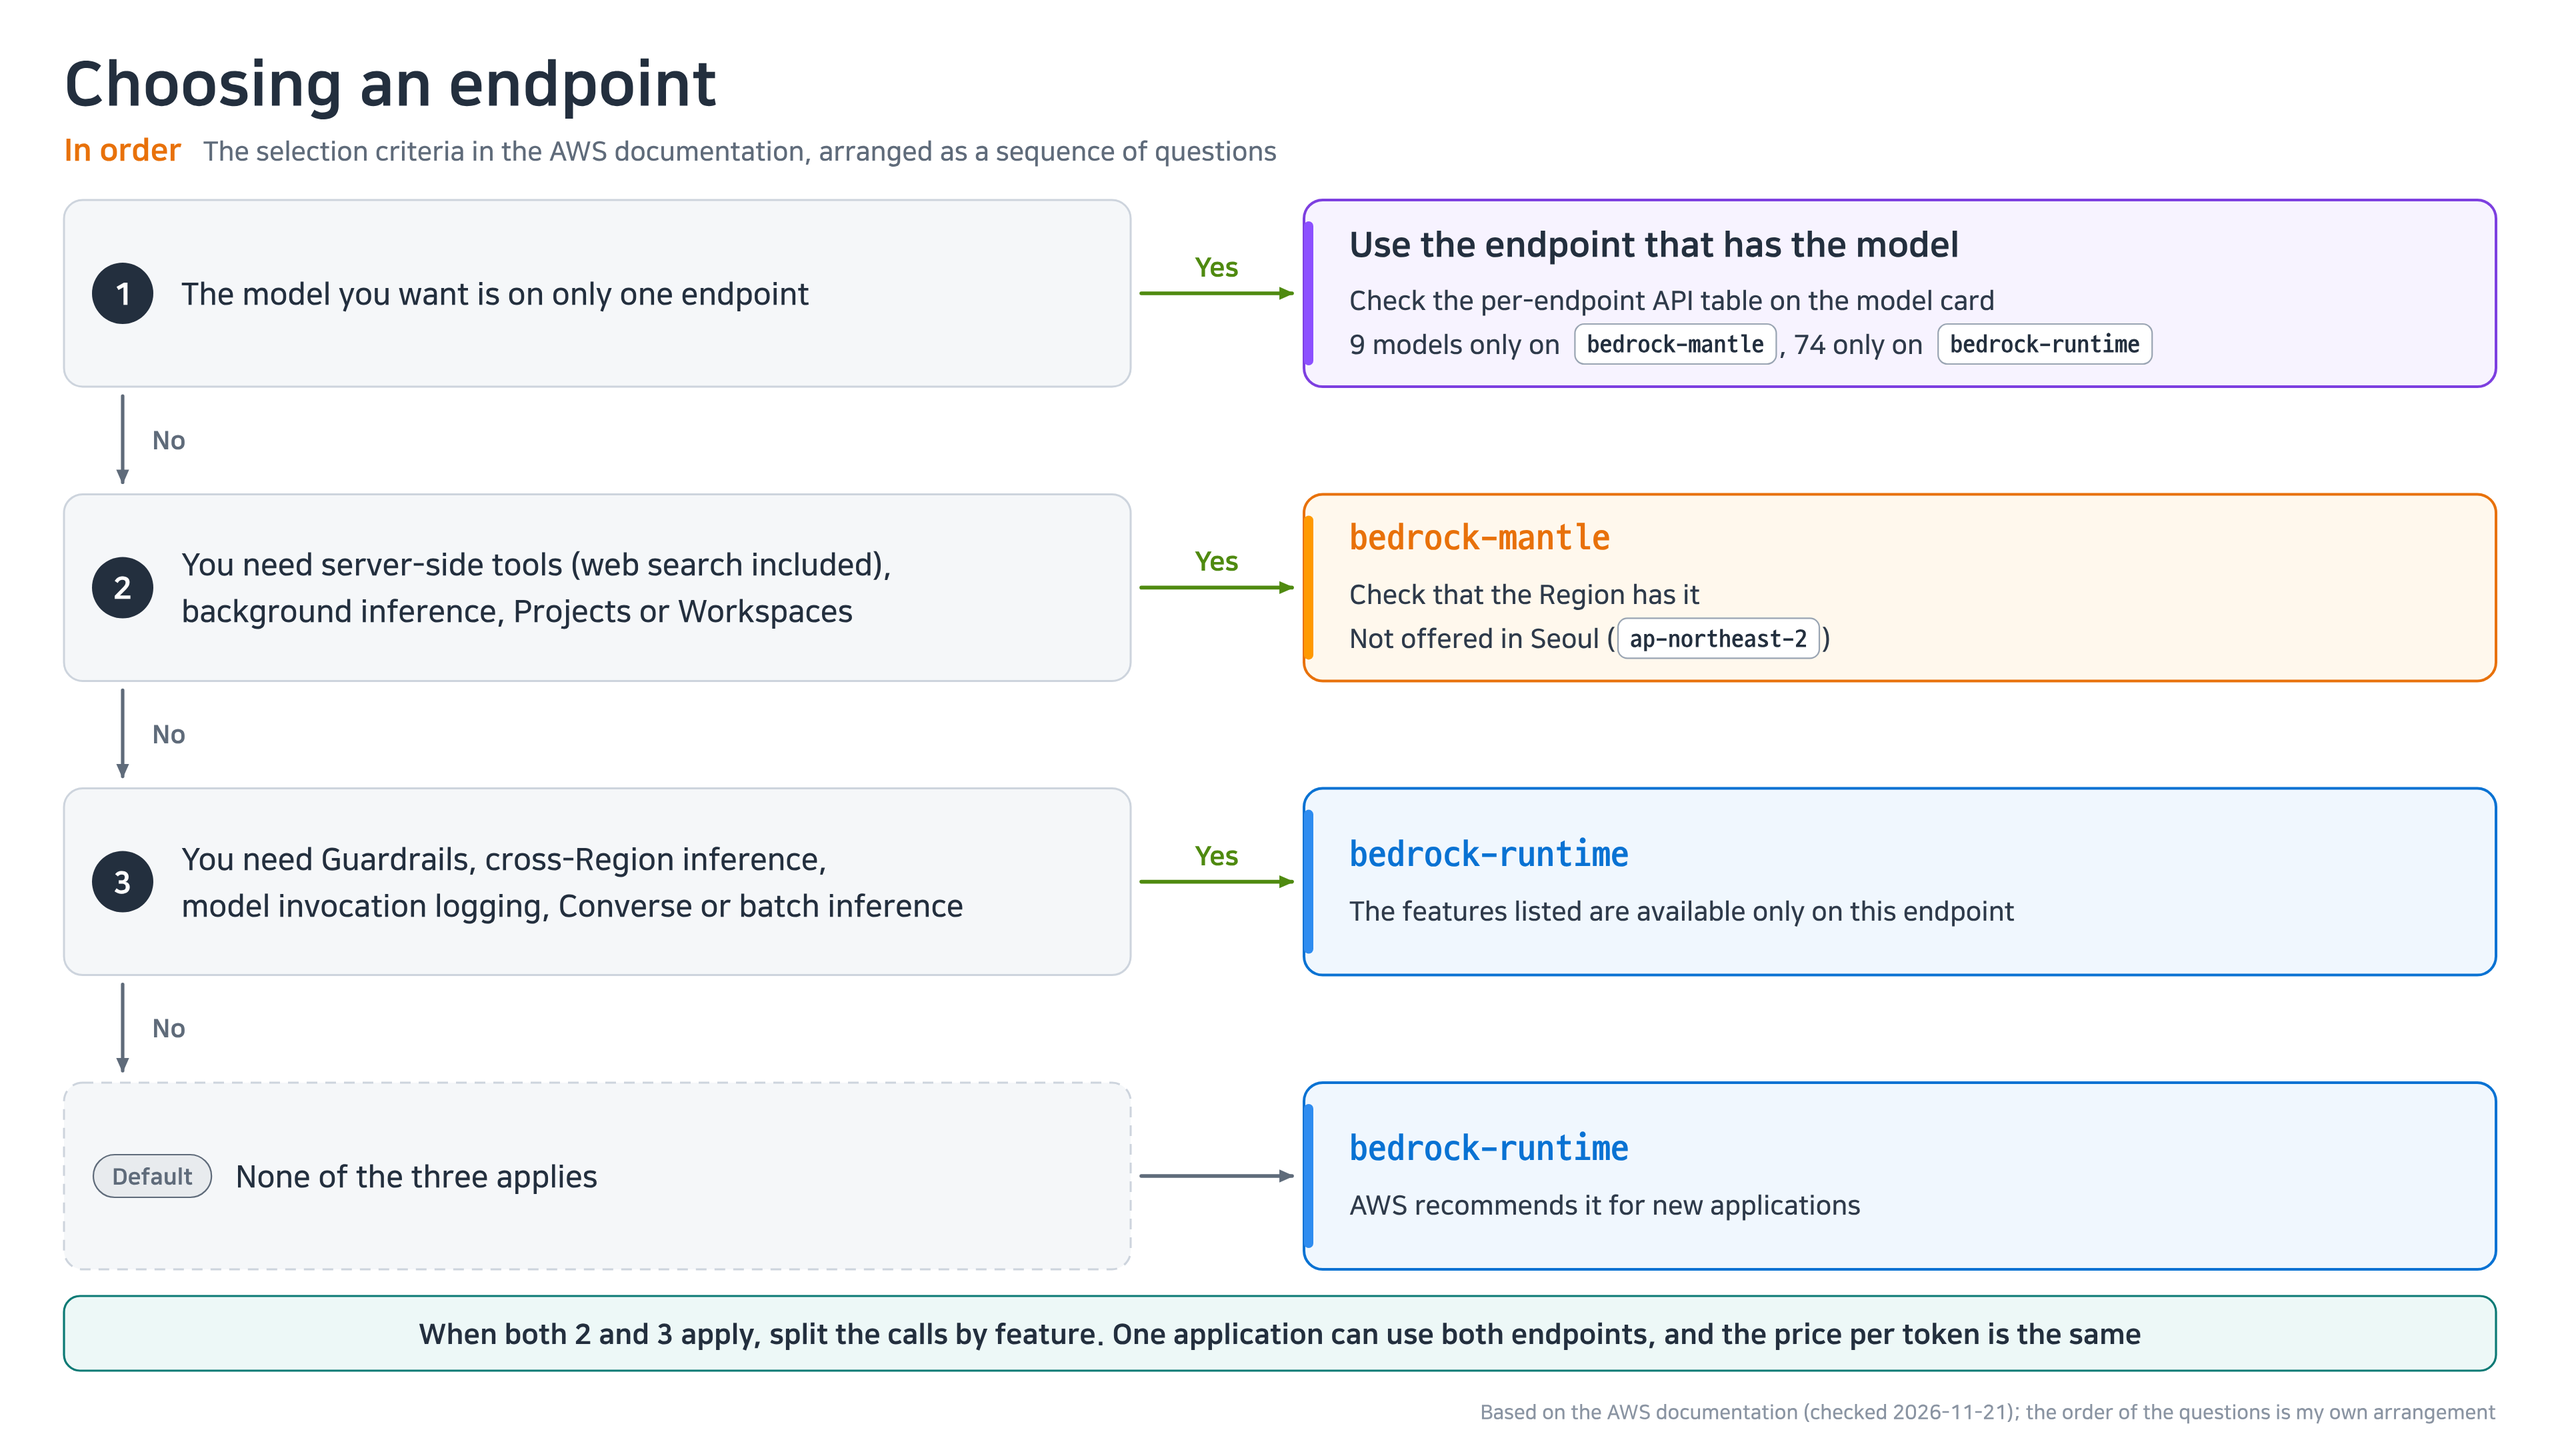 Choosing an endpoint
In order The selection criteria in the AWS documentation, arranged as a sequence of questions
1 The model you want is on only one endpoint
Yes
Use the endpoint that has the model
Check the per-endpoint API table on the model card
9 models only on bedrock-mantle, 74 only on bedrock-runtime
No
2 You need server-side tools (web search included),
background inference, Projects or Workspaces
Yes
bedrock-mantle
Check that the Region has it
Not offered in Seoul (ap-northeast-2)
No
3 You need Guardrails, cross-Region inference,
model invocation logging, Converse or batch inference
Yes
bedrock-runtime
The features listed are available only on this endpoint
No
Default None of the three applies
bedrock-runtime
AWS recommends it for new applications
When both 2 and 3 apply, split the calls by feature. One application can use both endpoints, and the price per token is the same
Based on the AWS documentation (checked 2026-11-21); the order of the questions is my own arrangement